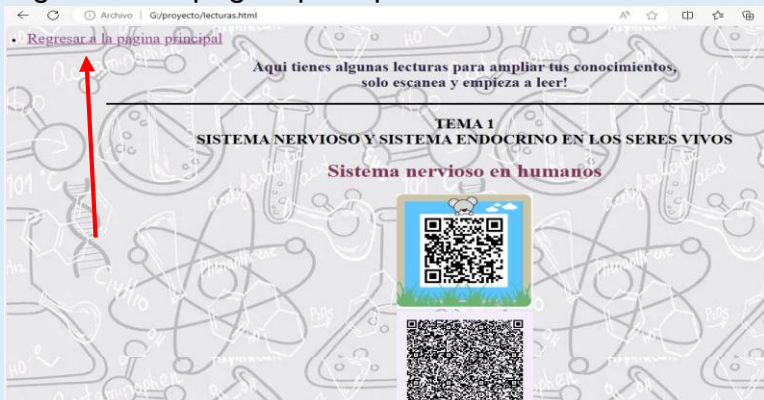 Archivo G:/proyecto/lecturas.html
Regresar a la pagina principal
Aqui tienes algunas lecturas para ampliar tus conocimientos,
solo escanea y empieza a leer!
TEMA 1
SISTEMA NERVIOSO Y SISTEMA ENDOCRINO EN LOS SERES VIVOS
Sistema nervioso en humanos